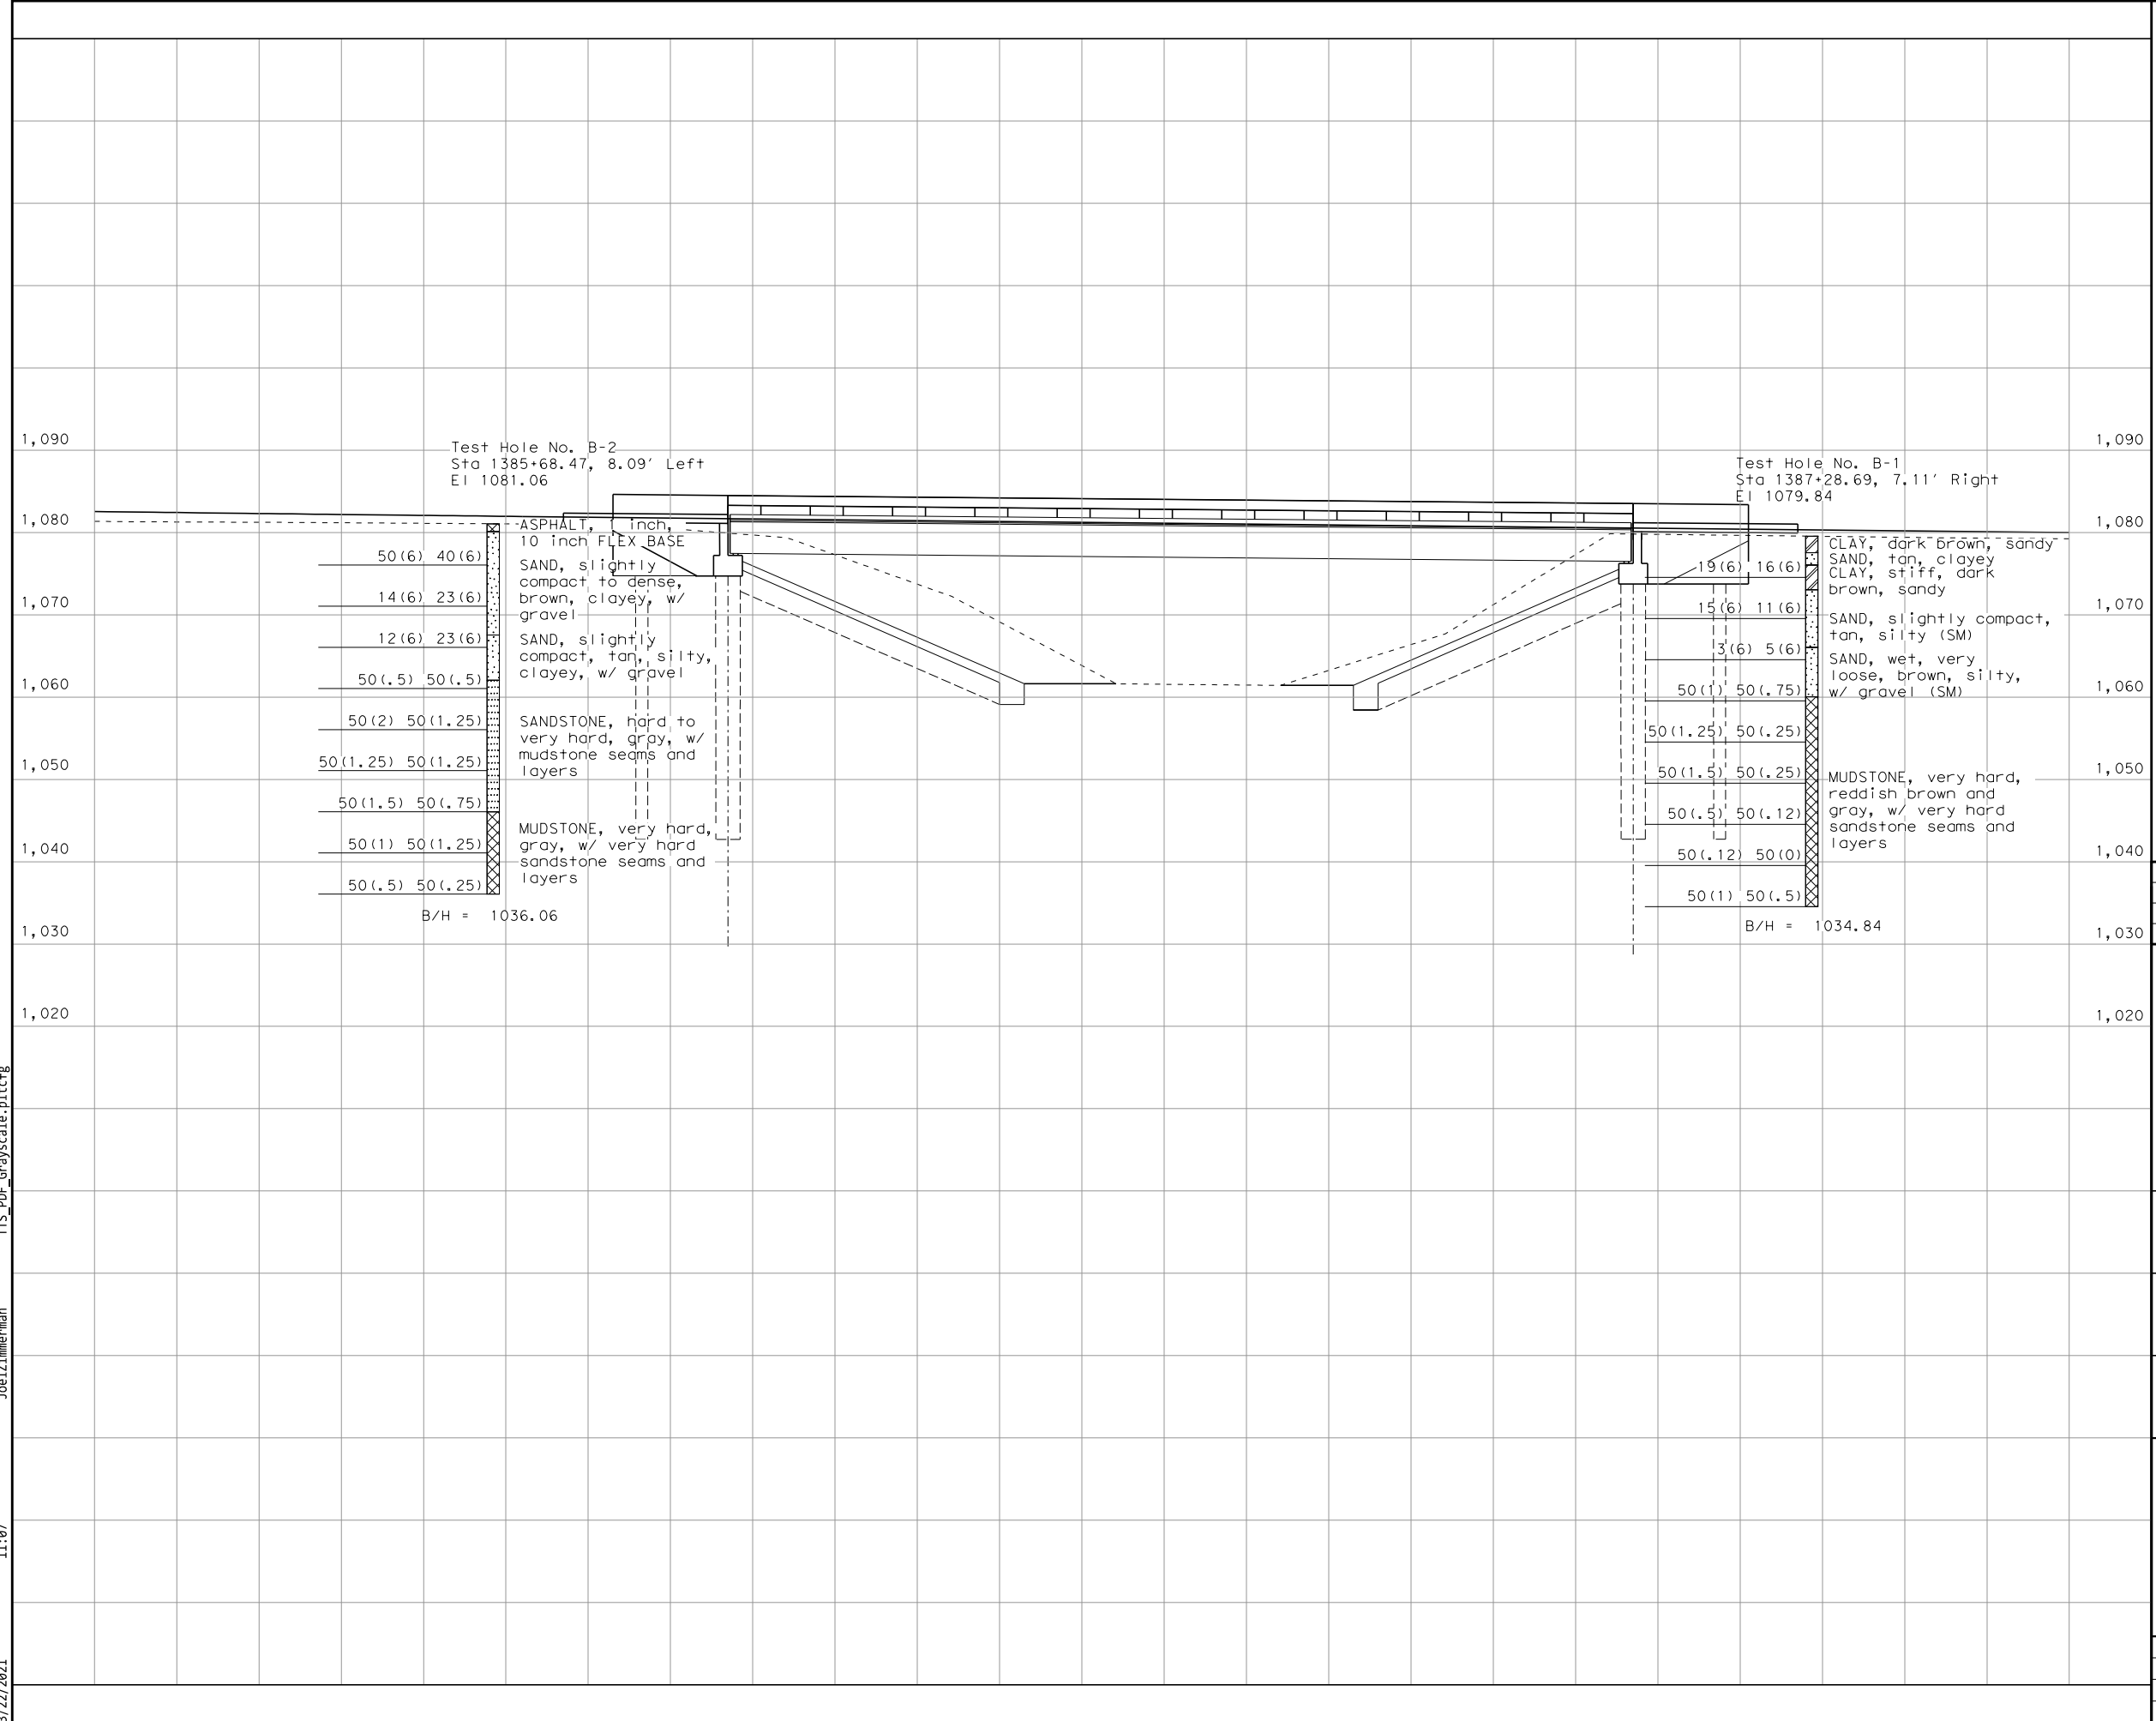 1,090
1,080
1,070
1,060
1,050
1,040
1,030
1,020
Test Hole No. B-2
Sta 1385+68.47, 8.09' Left
El 1081.06
ASPHALT, 1 inch,
10 inch FLEX BASE
SAND, slightly
compact to dense,
brown, clayey, w/
gravel
SAND, slightly
compact, tan, silty,
clayey, w/ gravel
SANDSTONE, hard to
very hard, gray, w/
mudstone seams and
layers
MUDSTONE, very hard,
gray, w/ very hard
sandstone seams and
layers
50(6) 40(6)
14(6) 23(6)
12(6) 23(6)
50(.5) 50(.5)
50(2) 50(1.25)
50(1.25) 50(1.25)
50(1.5) 50(.75)
50(1) 50(1.25)
50(.5) 50(.25)
B/H = 1036.06
Test Hole No. B-1
Sta 1387+28.69, 7.11' Right
El 1079.84
CLAY, dark brown, sandy
SAND, tan, clayey
CLAY, stiff, dark
brown, sandy
SAND, slightly compact,
tan, silty (SM)
SAND, wet, very
loose, brown, silty,
w/ gravel (SM)
MUDSTONE, very hard,
reddish brown and
gray, w/ very hard
sandstone seams and
layers
19(6) 16(6)
15(6) 11(6)
3(6) 5(6)
50(1) 50(.75)
50(1.25) 50(.25)
50(1.5) 50(.25)
50(.5) 50(.12)
50(.12) 50(0)
50(1) 50(.5)
B/H = 1034.84
1,090
1,080
1,070
1,060
1,050
1,040
1,030
1,020
TTS_PDF_Grayscale.pltcfg
JoelZimmerman
11:07